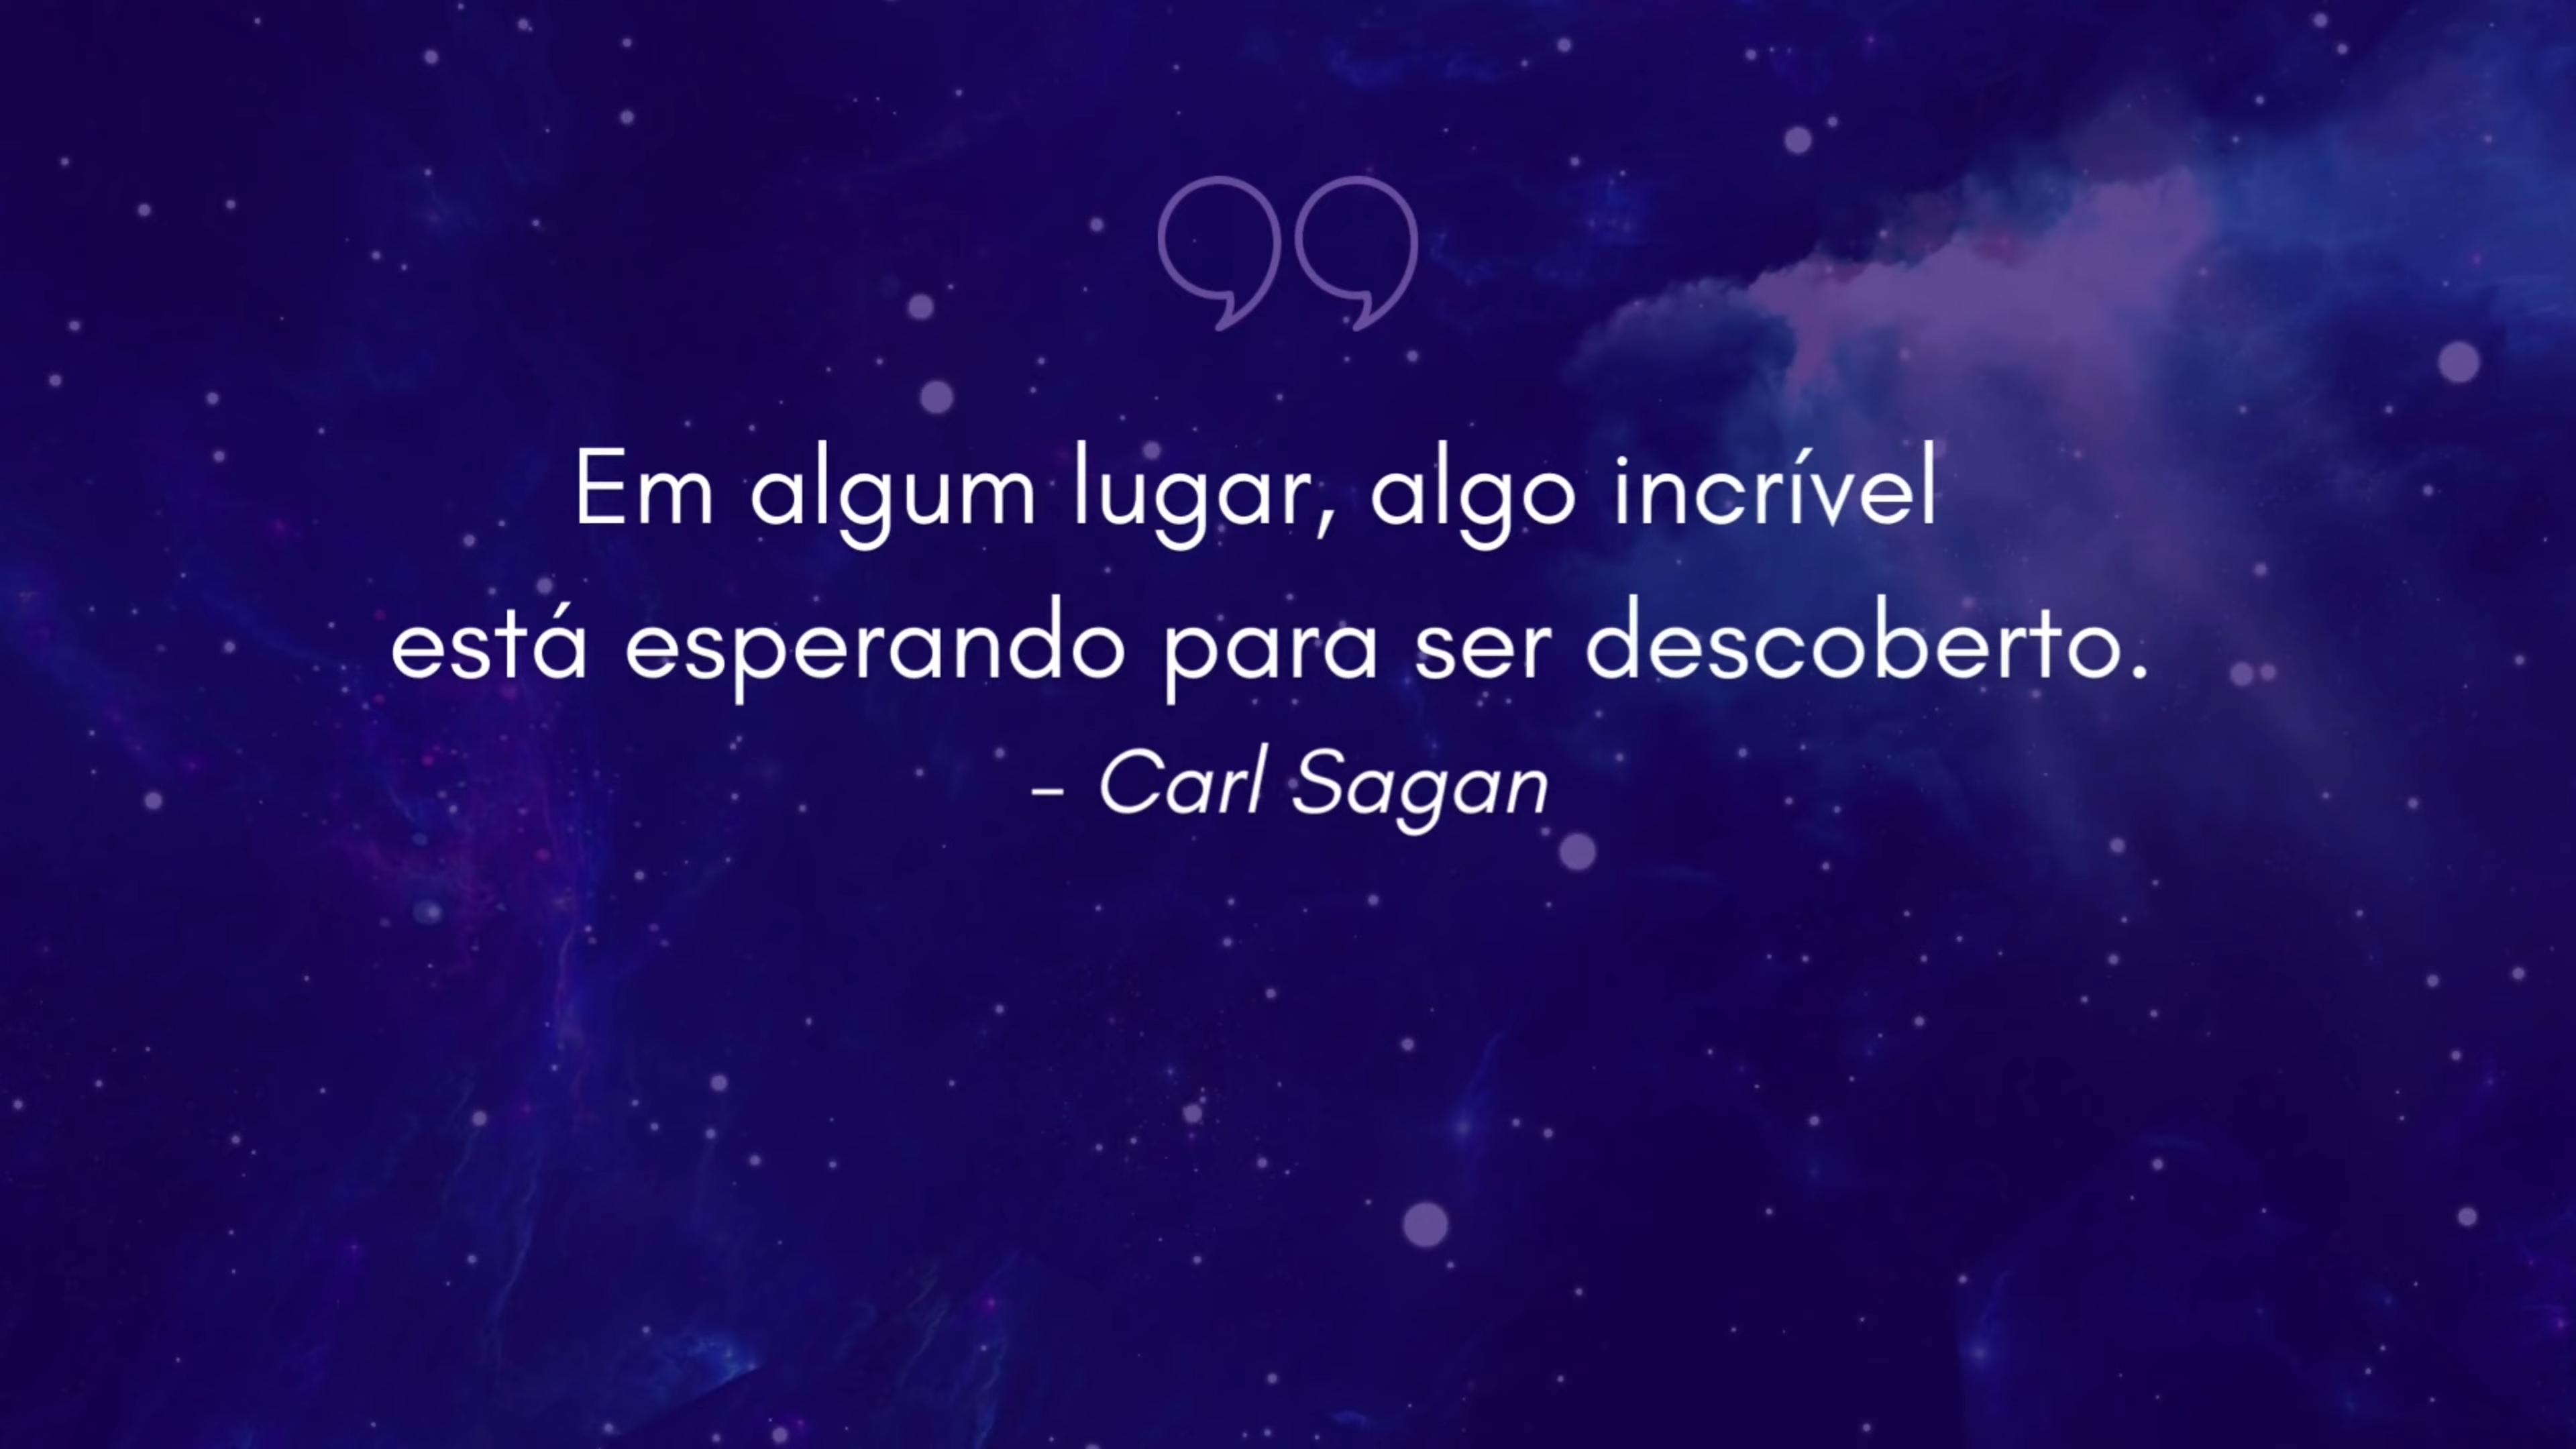 Em algum lugar, algo incrível
está esperando para ser descoberto.
- Carl Sagan